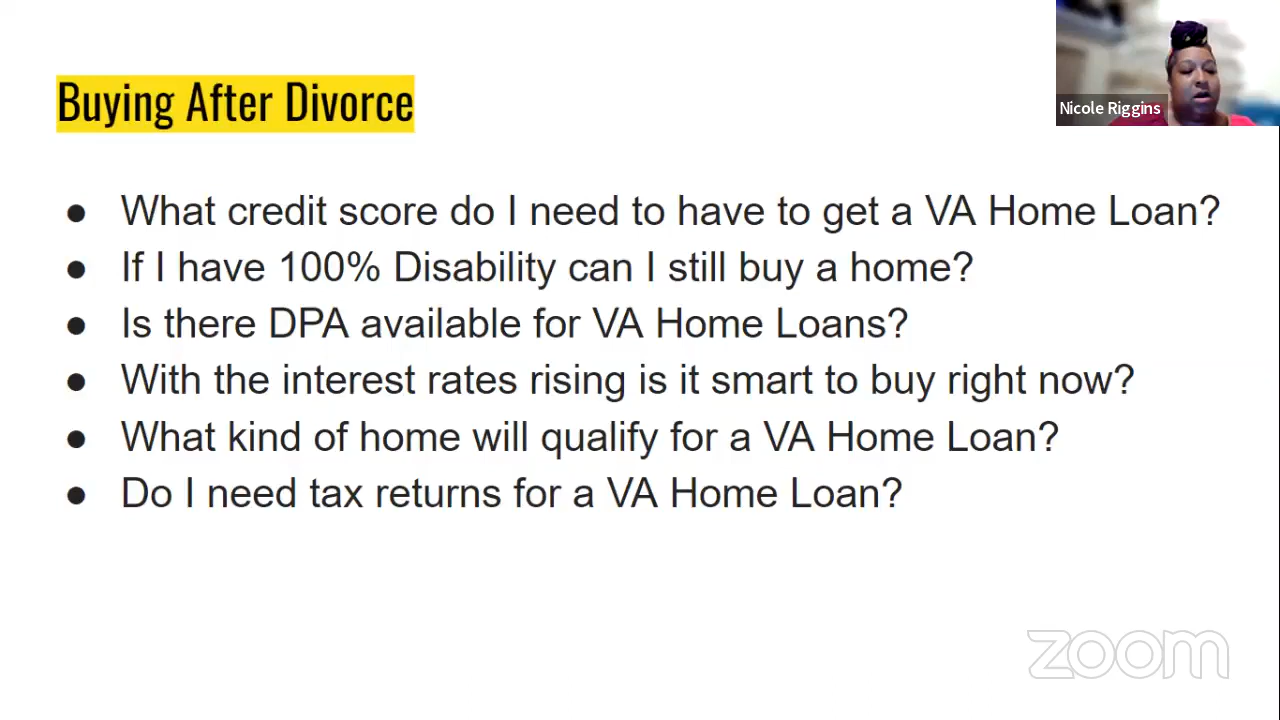 Buying After Divorce
Nicole Riggins
● What credit score do I need to have to get a VA Home Loan?
● If I have 100% Disability can I still buy a home?
● Is there DPA available for VA Home Loans?
● With the interest rates rising is it smart to buy right now?
● What kind of home will qualify for a VA Home Loan?
● Do I need tax returns for a VA Home Loan?
zoom